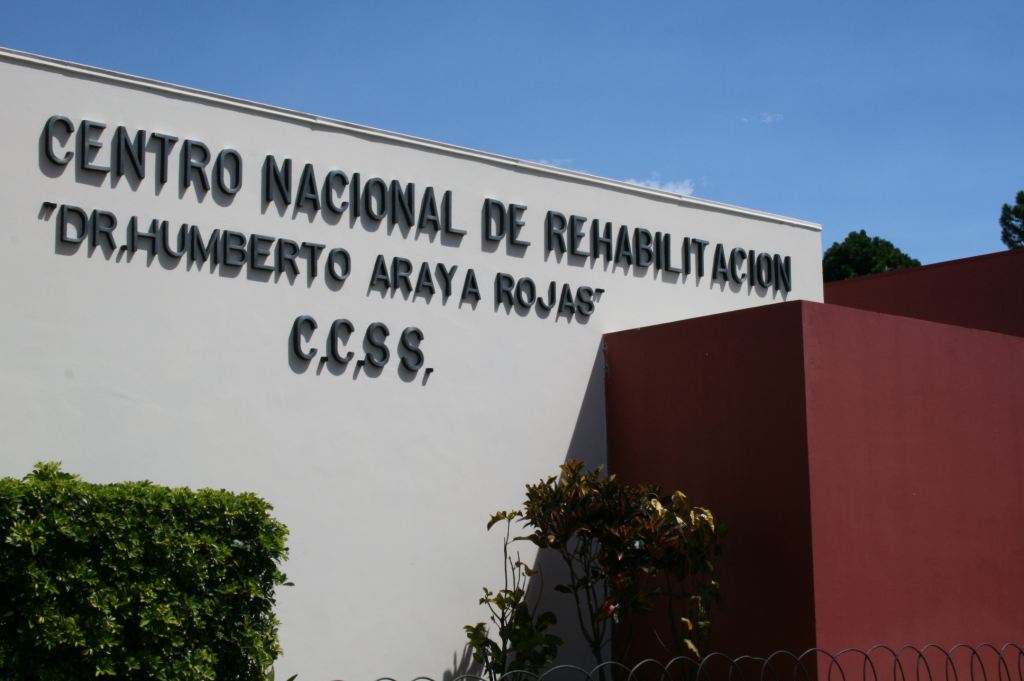 CENTRO NACIONAL DE REHABILITACION
"DR. HUMBERTO ARAYA ROJAS"
C.C.S S.